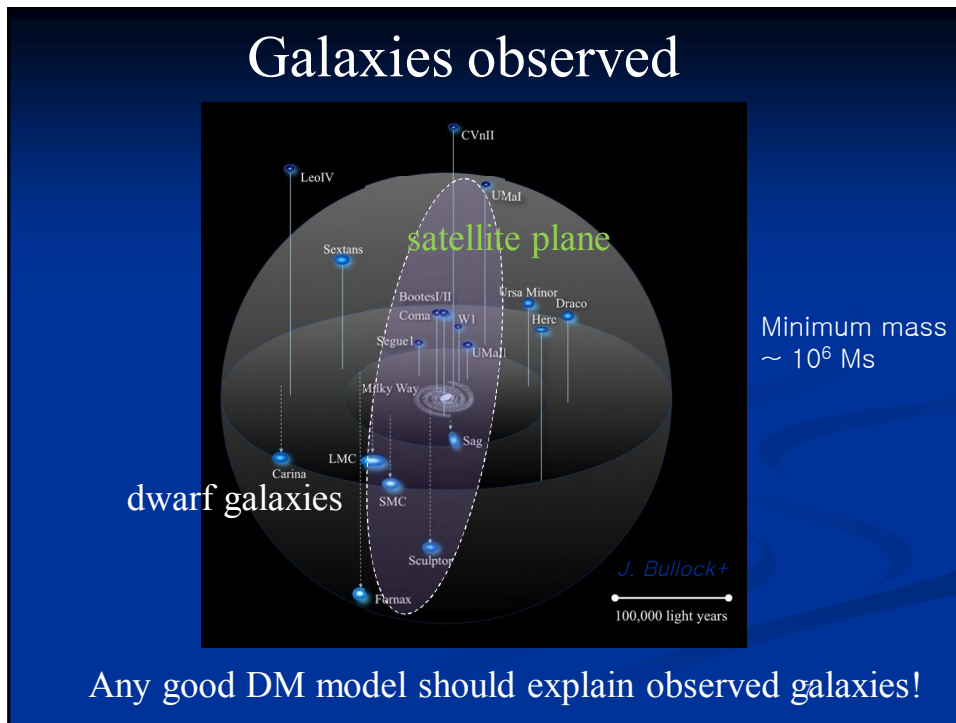 Galaxies observed
CVnII
LeoIV
UMaI
satellite plane
Sextans
Ursa Minor
BootesI/II
Draco
Coma
W1
Herc
Minimum mass
~ 10⁶ Ms
Segue1
UMaII
Milky Way
Sag
LMC
Carina
dwarf galaxies
SMC
Sculptor
J. Bullock+
Fornax
100,000 light years
Any good DM model should explain observed galaxies!